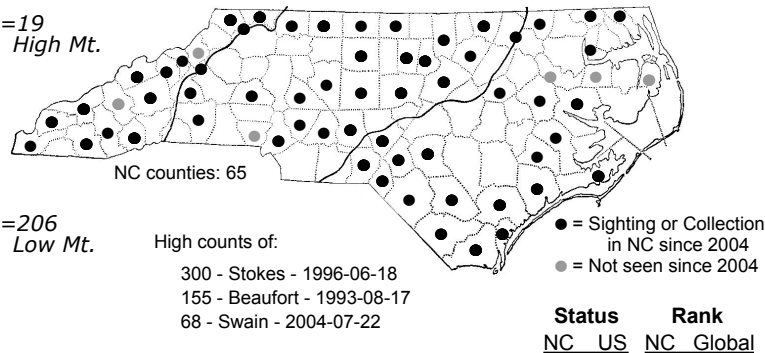 =19
High Mt.
NC counties: 65
=206
Low Mt.
High counts of:
300 - Stokes - 1996-06-18
155 - Beaufort - 1993-08-17
68 - Swain - 2004-07-22
= Sighting or Collection
in NC since 2004
= Not seen since 2004
Status Rank
NC US NC Global